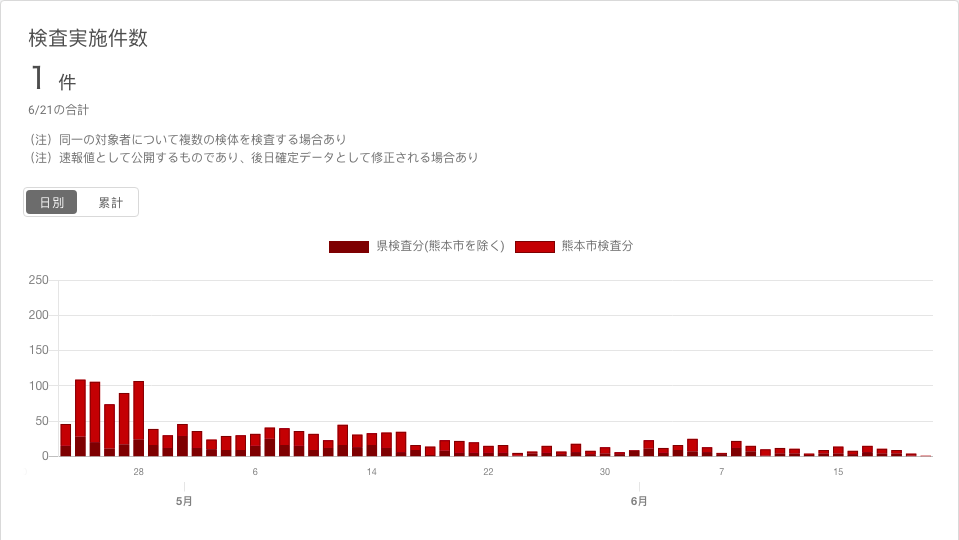 検査実施件数
1 件
6/21の合計
（注）同一の対象者について複数の検体を検査する場合あり
（注）速報値として公開するものであり、後日確定データとして修正される場合あり
日別 累計
県検査分(熊本市を除く) 熊本市検査分
250
200
150
100
50
0
28 6 14 22 30 7 15
5月 6月